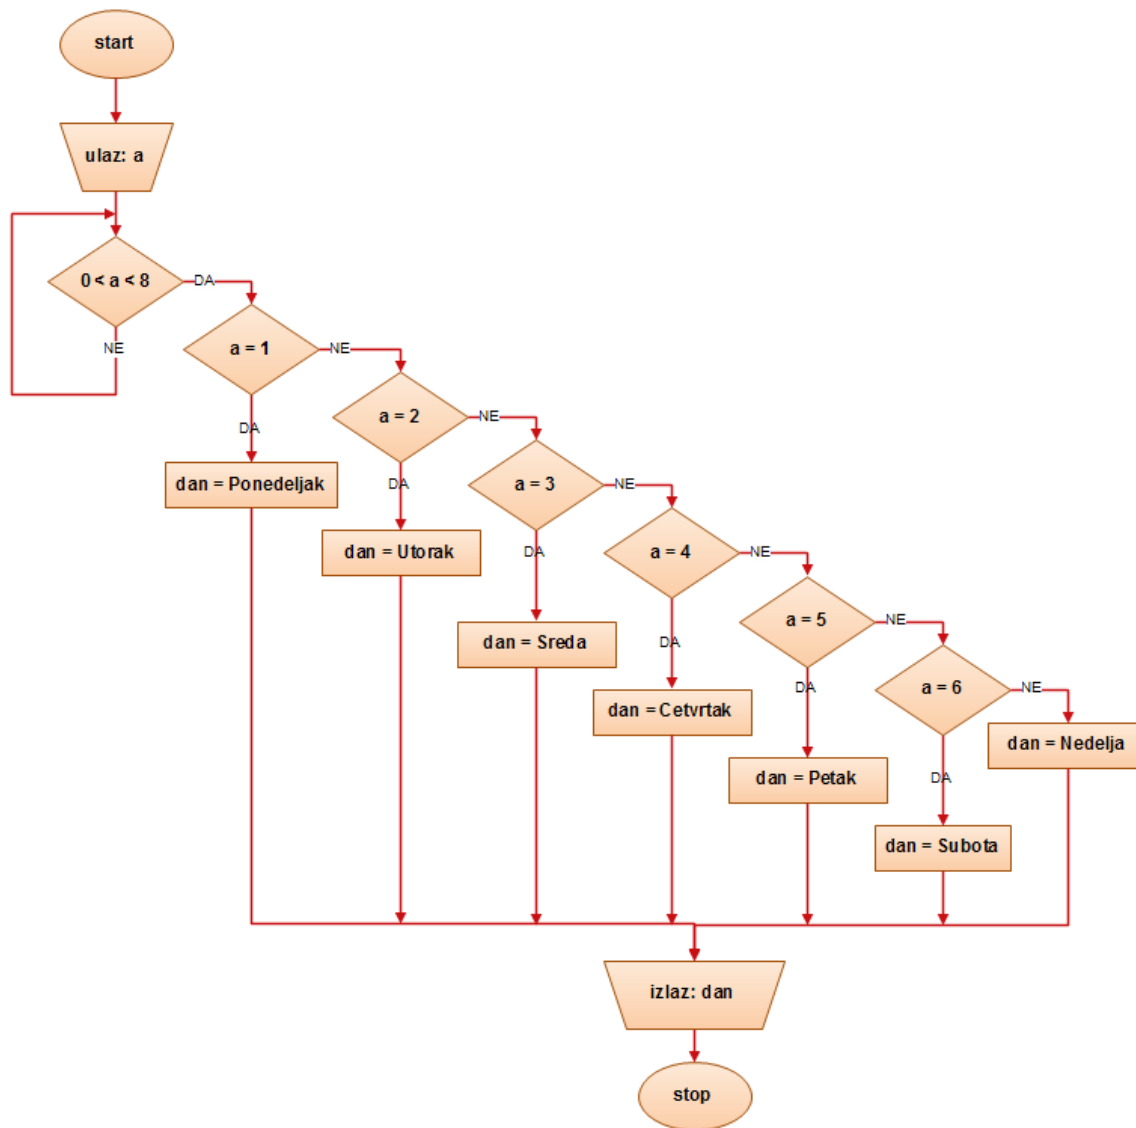 start
ulaz: a
0 < a < 8
DA
NE
a = 1
NE
DA
dan = Ponedeljak
a = 2
NE
DA
dan = Utorak
a = 3
NE
DA
dan = Sreda
a = 4
NE
DA
dan = Cetvrtak
a = 5
NE
DA
dan = Petak
a = 6
NE
DA
dan = Subota
dan = Nedelja
izlaz: dan
stop